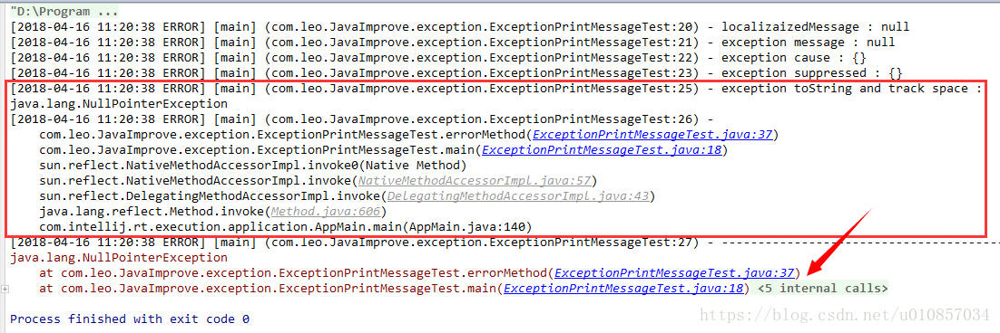 "D:\Program ...
[2018-04-16 11:20:38 ERROR] [main] (com.leo.JavaImprove.exception.ExceptionPrintMessageTest:20) - localizaizedMessage : null
[2018-04-16 11:20:38 ERROR] [main] (com.leo.JavaImprove.exception.ExceptionPrintMessageTest:21) - exception message : null
[2018-04-16 11:20:38 ERROR] [main] (com.leo.JavaImprove.exception.ExceptionPrintMessageTest:22) - exception cause : {}
[2018-04-16 11:20:38 ERROR] [main] (com.leo.JavaImprove.exception.ExceptionPrintMessageTest:23) - exception suppressed : {}
[2018-04-16 11:20:38 ERROR] [main] (com.leo.JavaImprove.exception.ExceptionPrintMessageTest:25) - exception toString and track space :
java.lang.NullPointerException
[2018-04-16 11:20:38 ERROR] [main] (com.leo.JavaImprove.exception.ExceptionPrintMessageTest:26) -
com.leo.JavaImprove.exception.ExceptionPrintMessageTest.errorMethod(ExceptionPrintMessageTest.java:37)
com.leo.JavaImprove.exception.ExceptionPrintMessageTest.main(ExceptionPrintMessageTest.java:18)
sun.reflect.NativeMethodAccessorImpl.invoke0(Native Method)
sun.reflect.NativeMethodAccessorImpl.invoke(NativeMethodAccessorImpl.java:57)
sun.reflect.DelegatingMethodAccessorImpl.invoke(DelegatingMethodAccessorImpl.java:43)
java.lang.reflect.Method.invoke(Method.java:606)
com.intellij.rt.execution.application.AppMain.main(AppMain.java:140)
[2018-04-16 11:20:38 ERROR] [main] (com.leo.JavaImprove.exception.ExceptionPrintMessageTest:27) - ---------------------------------------
java.lang.NullPointerException
at com.leo.JavaImprove.exception.ExceptionPrintMessageTest.errorMethod(ExceptionPrintMessageTest.java:37)
at com.leo.JavaImprove.exception.ExceptionPrintMessageTest.main(ExceptionPrintMessageTest.java:18) <5 internal calls>
Process finished with exit code 0
https://blog.csdn.net/u010857034